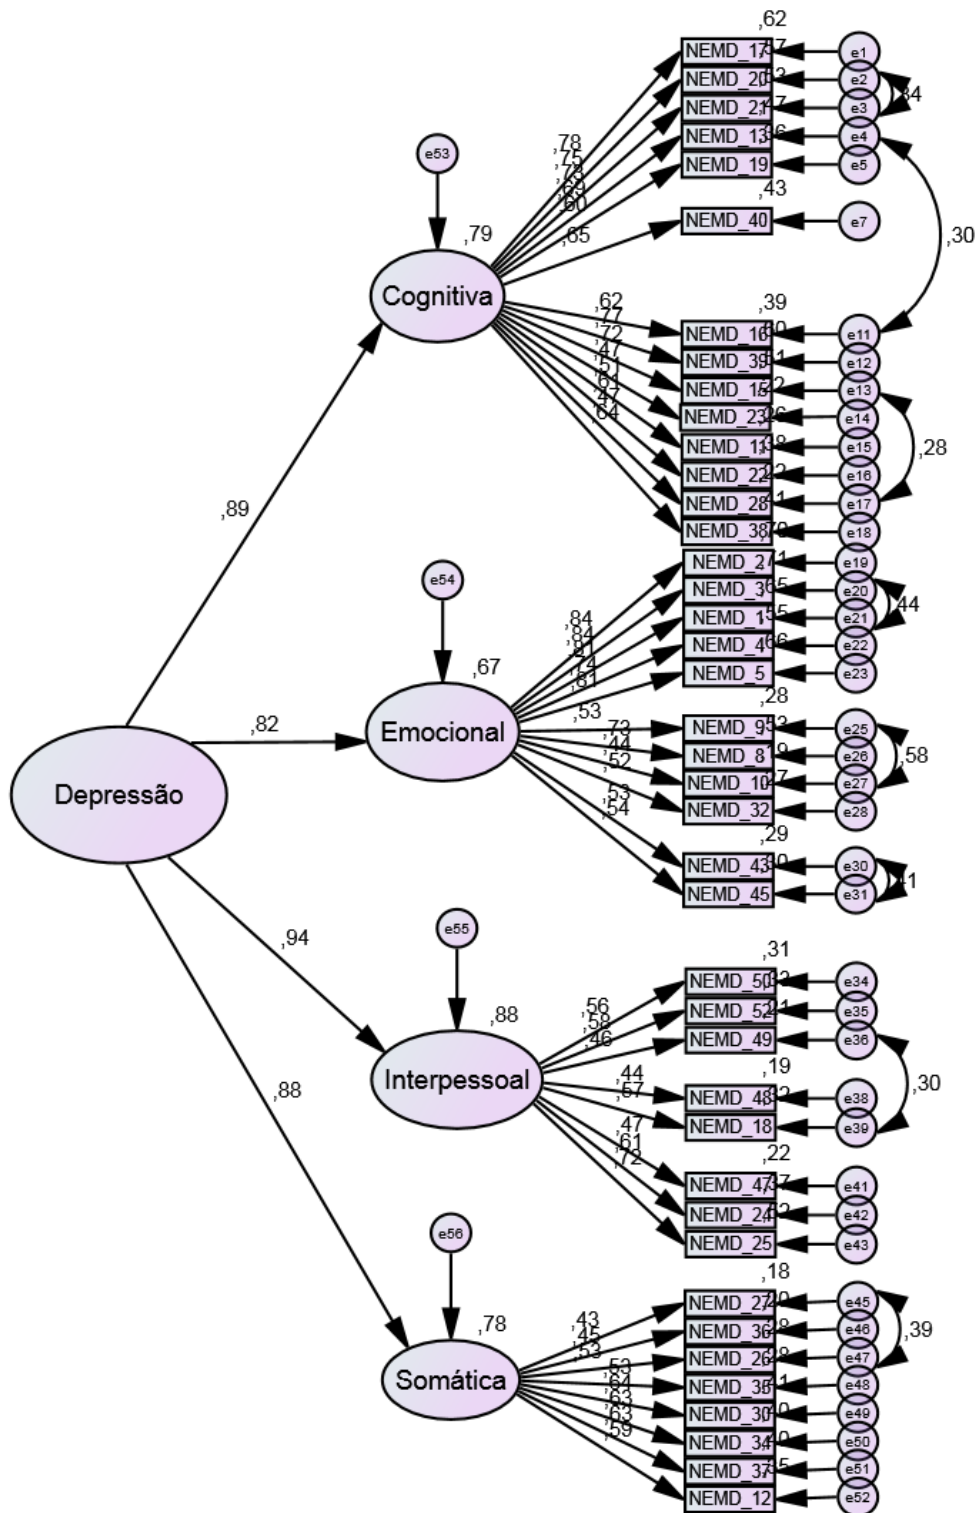 ,62
NEMD_17 e1
NEMD_20 e2
NEMD_21 e3
NEMD_13 e4
NEMD_19 e5
,43
NEMD_40 e7
,30
e53
,79
Cognitiva
,78
,75
,73
,69
,60
,65
,62
,77
,72
,47
,51
,61
,47
,64
,39
NEMD_16 e11
NEMD_39 e12
NEMD_15 e13
NEMD_23 e14
NEMD_11 e15
NEMD_22 e16
NEMD_28 e17
NEMD_38 e18
,28
,89
NEMD_2 e19
NEMD_3 e20
NEMD_1 e21
NEMD_4 e22
NEMD_5 e23
,44
e54
,67
Emocional
,84
,84
,81
,74
,81
,53
,73
,44
,52
,53
,54
,82
Depressão
,28
NEMD_9 e25
NEMD_8 e26
NEMD_10 e27
NEMD_32 e28
,58
,29
NEMD_43 e30
NEMD_45 e31
,94
e55
,88
Interpessoal
,56
,58
,46
,44
,57
,47
,61
,72
,31
NEMD_50 e34
NEMD_52 e35
NEMD_49 e36
,19
NEMD_48 e38
NEMD_18 e39
,30
,22
NEMD_47 e41
NEMD_24 e42
NEMD_25 e43
,88
e56
,78
Somática
,43
,45
,53
,53
,64
,63
,63
,59
,18
NEMD_27 e45
NEMD_36 e46
NEMD_26 e47
NEMD_35 e48
NEMD_30 e49
NEMD_34 e50
NEMD_37 e51
NEMD_12 e52
,39